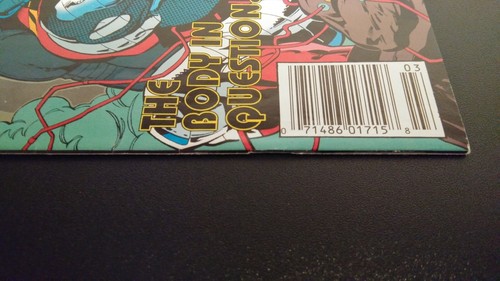 THE
BODY IN
QUESTION.
03
0 71486 01715 8